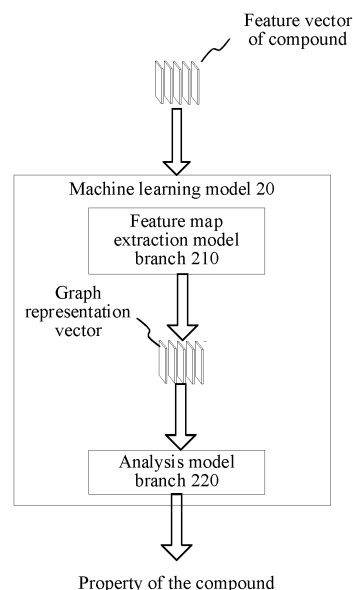 Feature vector
of compound
Machine learning model 20
Feature map
extraction model
branch 210
Graph
representation
vector
Analysis model
branch 220
Property of the compound